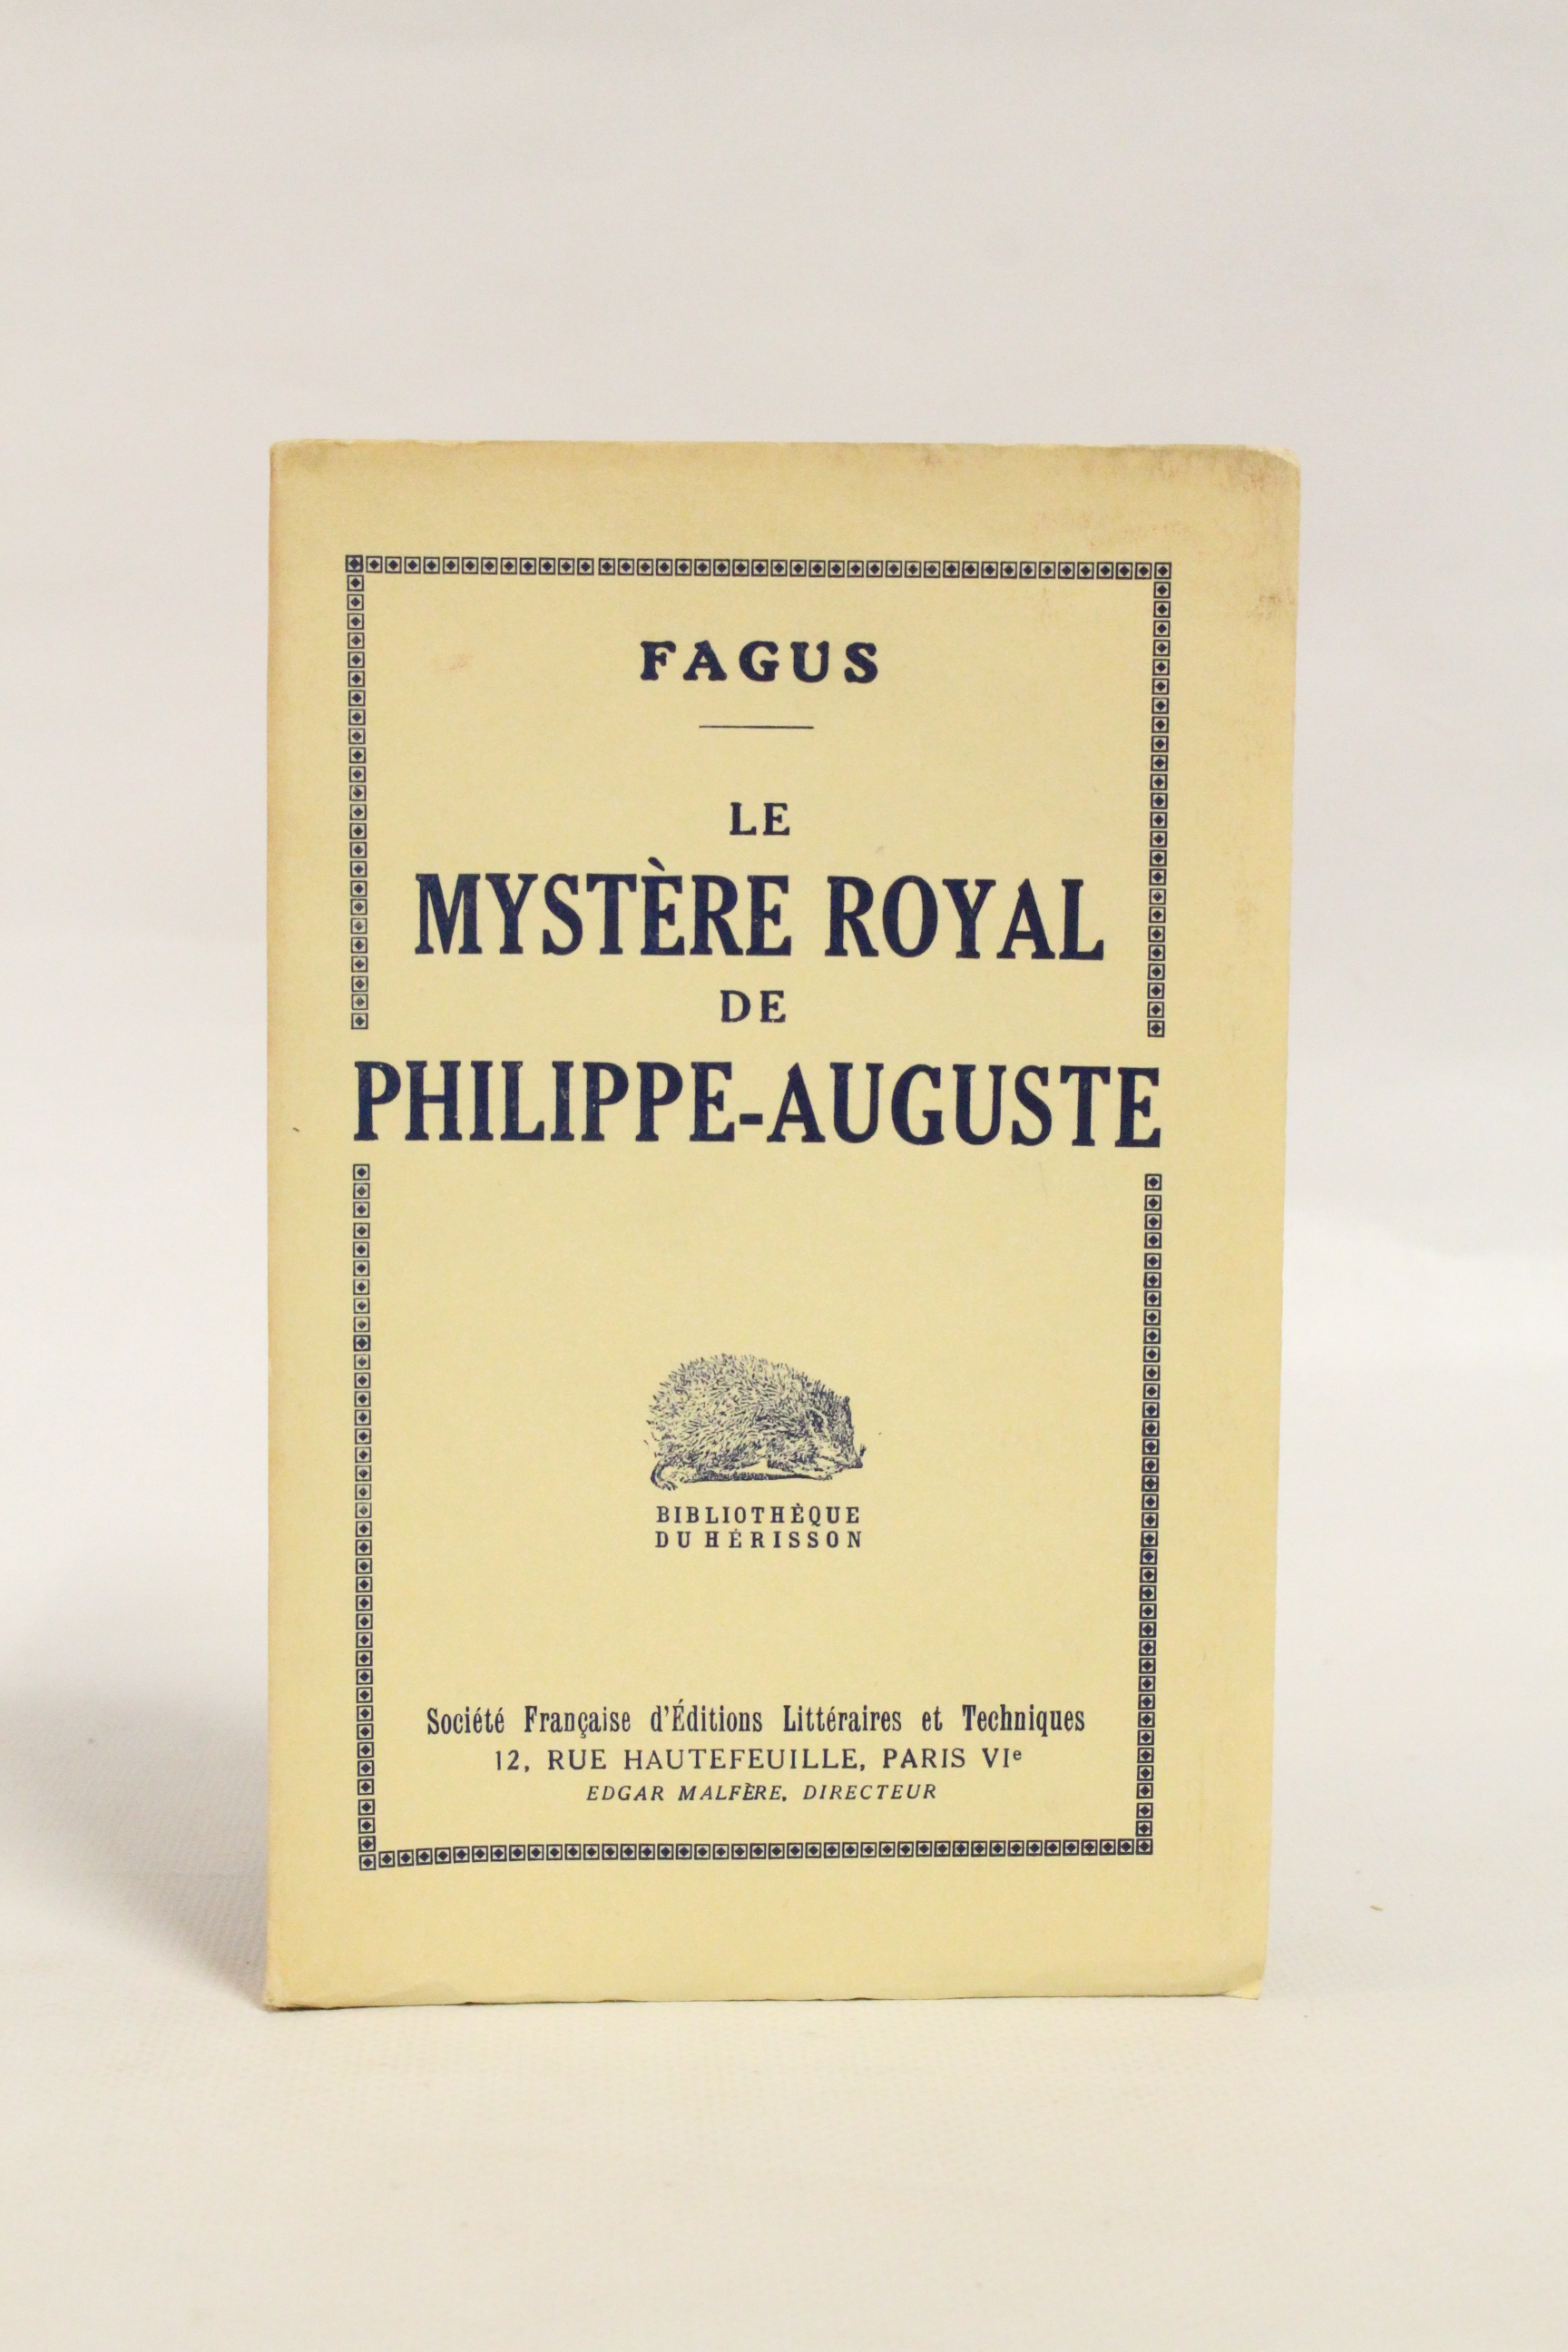 FAGUS
LE
MYSTÈRE ROYAL
DE
PHILIPPE-AUGUSTE
BIBLIOTHÈQUE
DU HÉRISSON
Société Française d'Éditions Littéraires et Techniques
12, RUE HAUTEFEUILLE, PARIS VIe
EDGAR MALFÈRE, DIRECTEUR